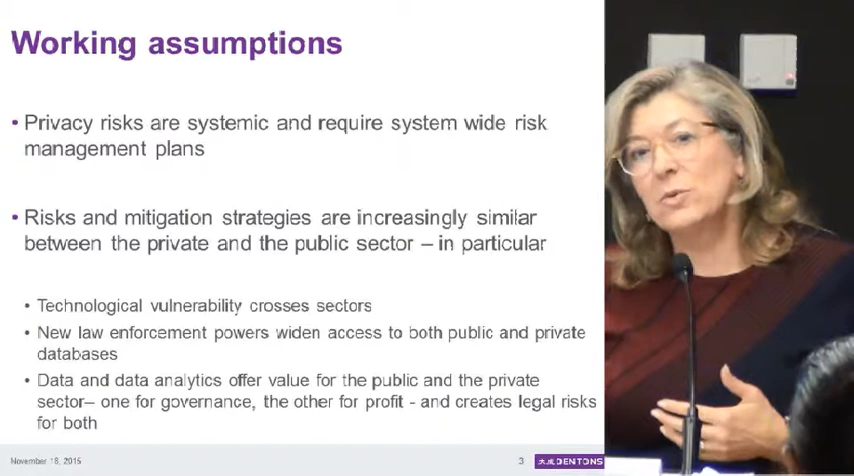 Working assumptions
• Privacy risks are systemic and require system wide risk
management plans
• Risks and mitigation strategies are increasingly similar
between the private and the public sector – in particular
• Technological vulnerability crosses sectors
• New law enforcement powers widen access to both public and private
databases
• Data and data analytics offer value for the public and the private
sector– one for governance, the other for profit - and creates legal risks
for both
November 18, 2015
3
大成 DENTONS